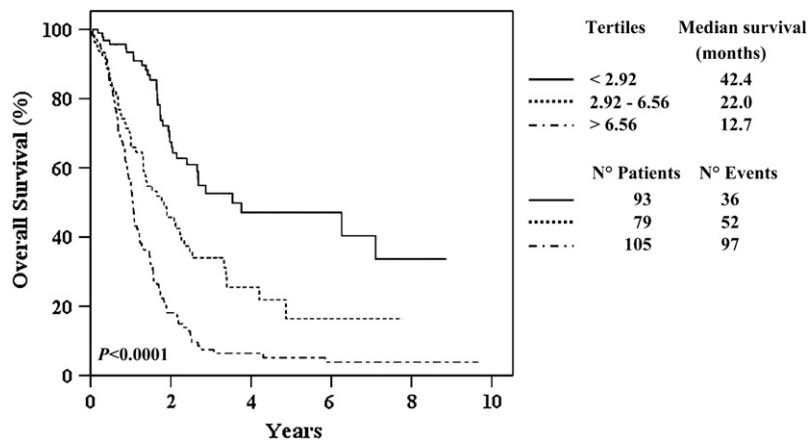 100
80
60
40
20
0
Overall Survival (%)
P<0.0001
0 2 4 6 8 10
Years
Tertiles Median survival
(months)
< 2.92 42.4
2.92 - 6.56 22.0
> 6.56 12.7
N° Patients N° Events
93 36
79 52
105 97